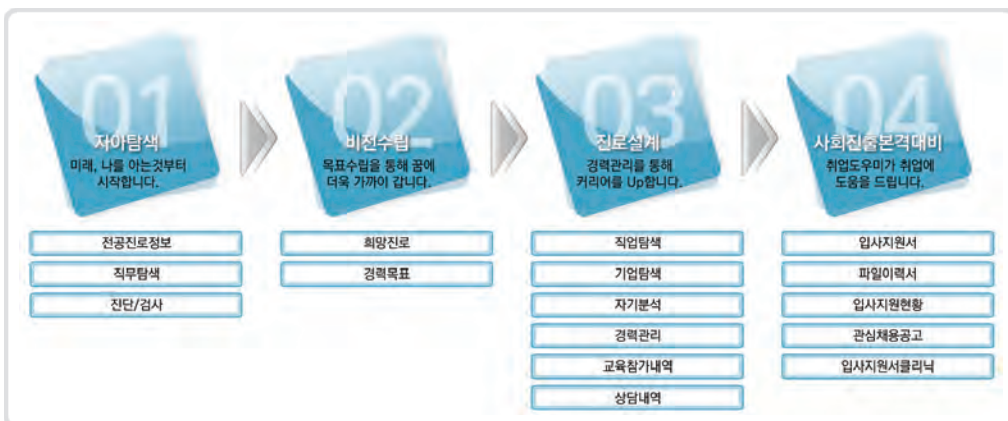 01
자아탐색
미래, 나를 아는것부터
시작합니다.
전공진로정보
직무탐색
진단/검사
02
비전수립
목표수립을 통해 꿈에
더욱 가까이 갑니다.
희망진로
경력목표
03
진로설계
경력관리를 통해
커리어를 Up합니다.
직업탐색
기업탐색
자기분석
경력관리
교육참가내역
상담내역
04
사회진출본격대비
취업도우미가 취업에
도움을 드립니다.
입사지원서
파일이력서
입사지원현황
관심채용공고
입사지원서클리닉